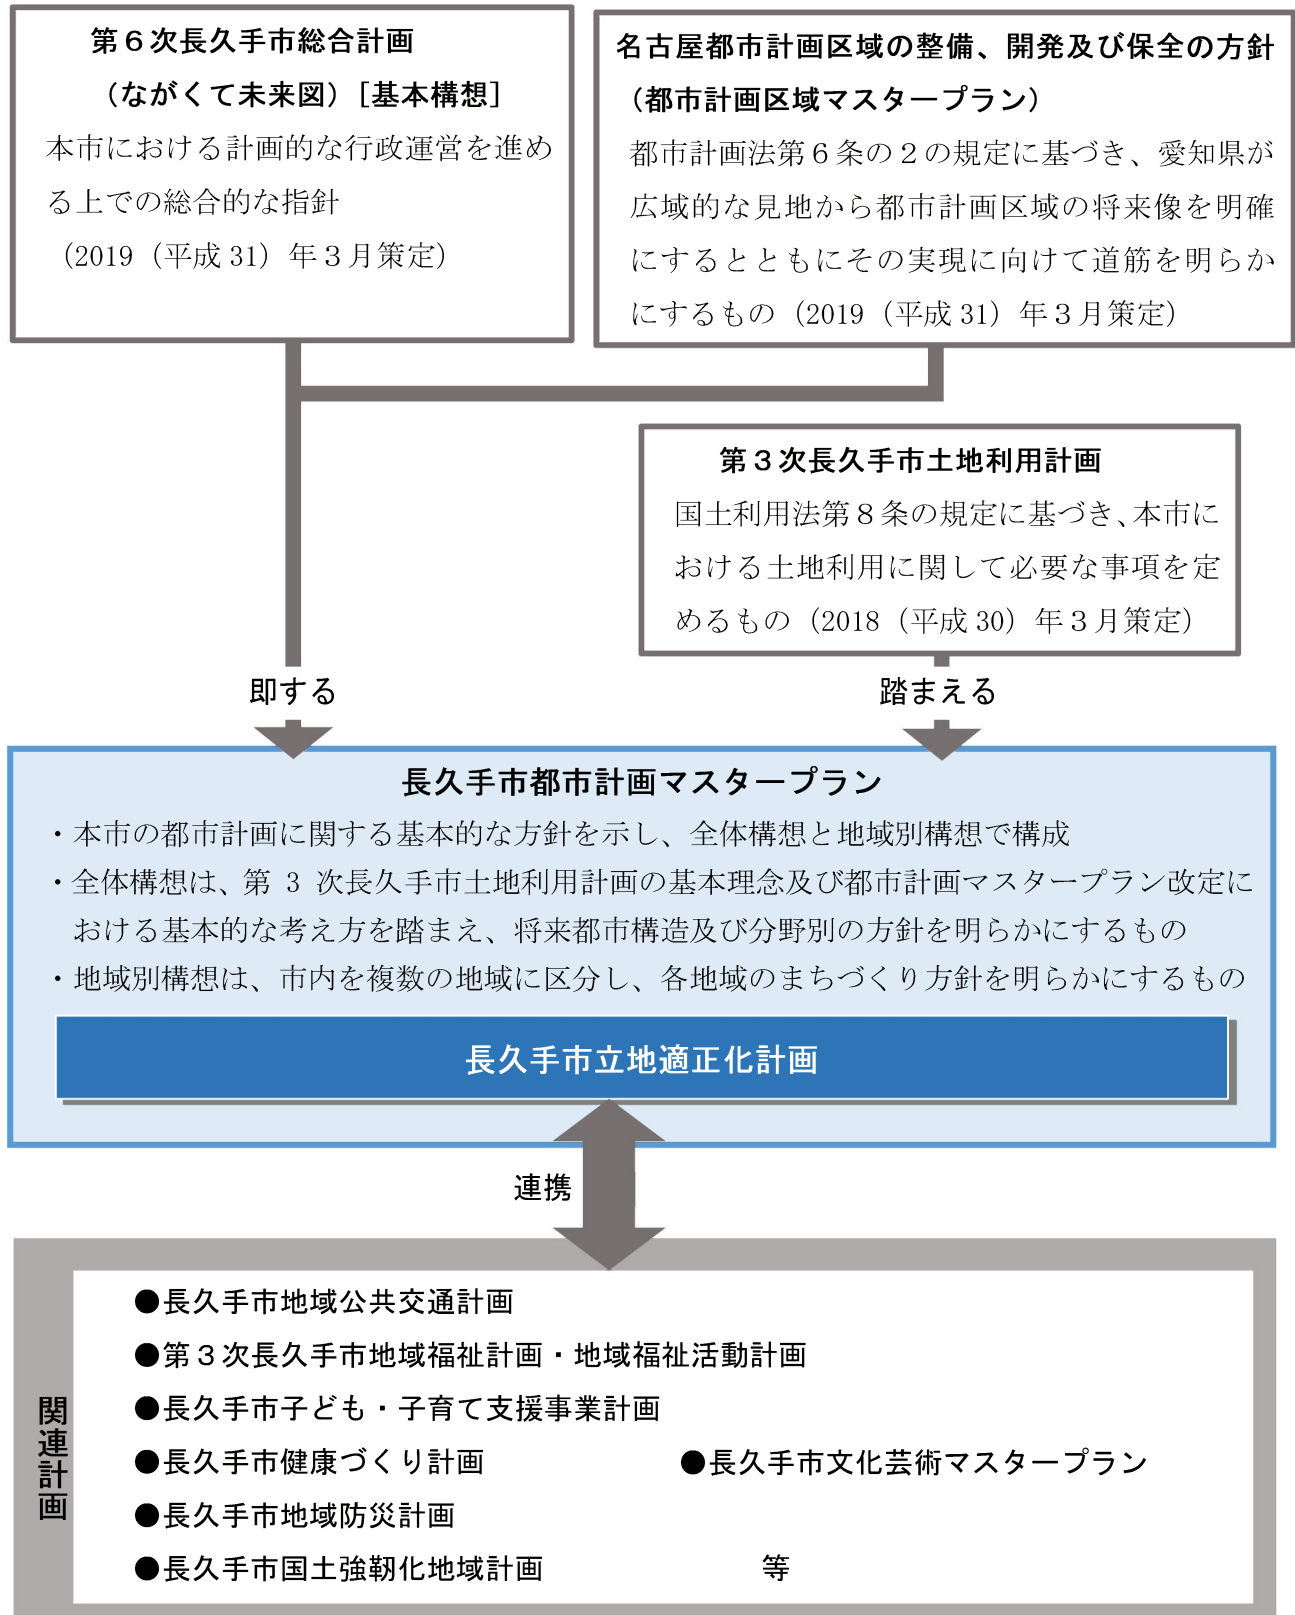 第６次長久手市総合計画
（ながくて未来図）［基本構想］
本市における計画的な行政運営を進め
る上での総合的な指針
（2019（平成 31）年３月策定）
名古屋都市計画区域の整備、開発及び保全の方針
（都市計画区域マスタープラン）
都市計画法第６条の２の規定に基づき、愛知県が
広域的な見地から都市計画区域の将来像を明確
にするとともにその実現に向けて道筋を明らか
にするもの（2019（平成 31）年３月策定）
第３次長久手市土地利用計画
国土利用法第８条の規定に基づき、本市に
おける土地利用に関して必要な事項を定
めるもの（2018（平成 30）年３月策定）
即する
踏まえる
長久手市都市計画マスタープラン
・本市の都市計画に関する基本的な方針を示し、全体構想と地域別構想で構成
・全体構想は、第 3 次長久手市土地利用計画の基本理念及び都市計画マスタープラン改定に
おける基本的な考え方を踏まえ、将来都市構造及び分野別の方針を明らかにするもの
・地域別構想は、市内を複数の地域に区分し、各地域のまちづくり方針を明らかにするもの
長久手市立地適正化計画
連携
関連計画
●長久手市地域公共交通計画
●第３次長久手市地域福祉計画・地域福祉活動計画
●長久手市子ども・子育て支援事業計画
●長久手市健康づくり計画
●長久手市文化芸術マスタープラン
●長久手市地域防災計画
●長久手市国土強靭化地域計画
等